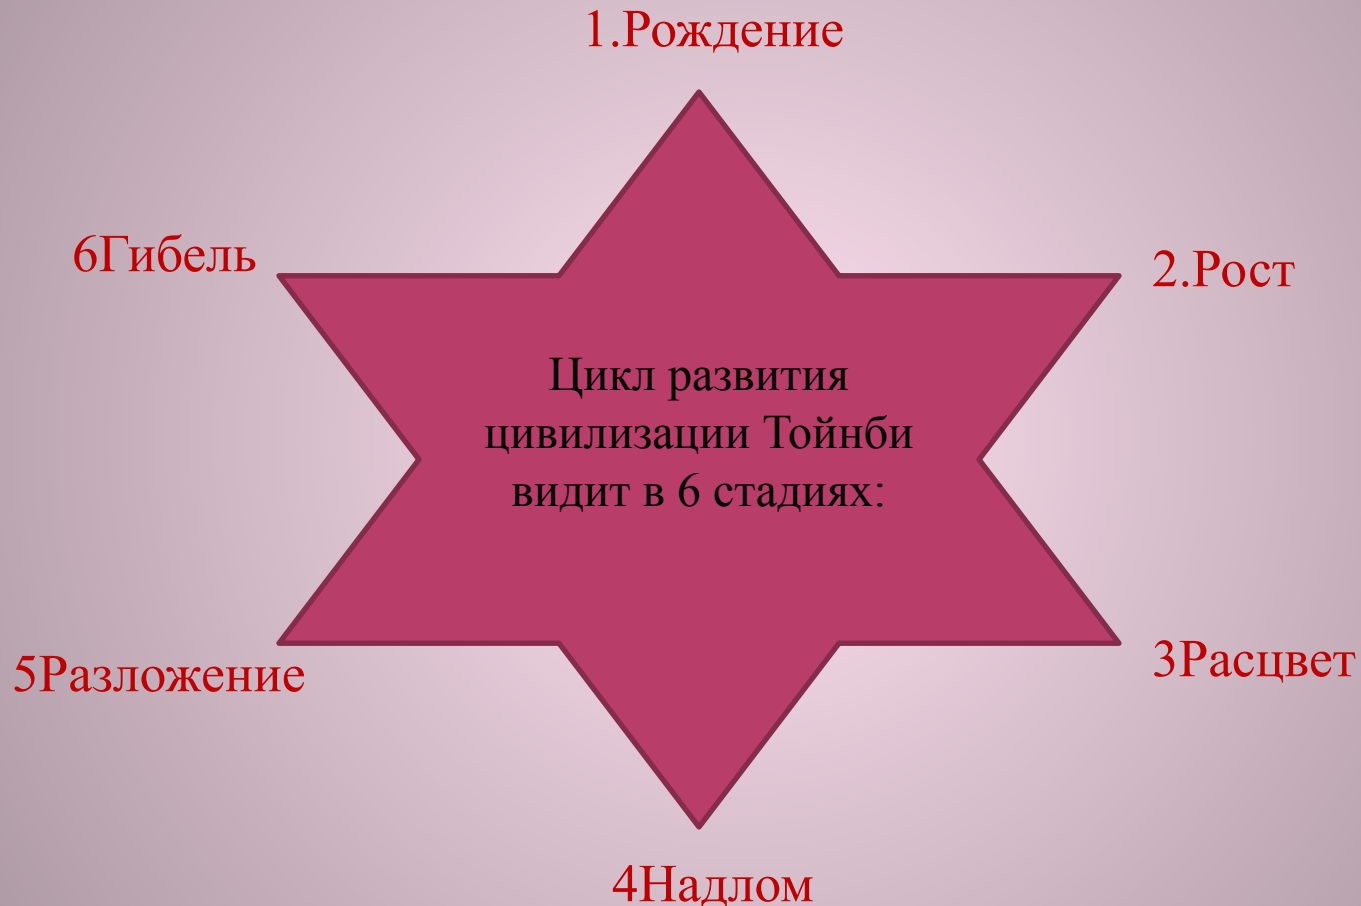 1.Рождение
2.Рост
3Расцвет
4Надлом
5Разложение
6Гибель
Цикл развития
цивилизации Тойнби
видит в 6 стадиях: